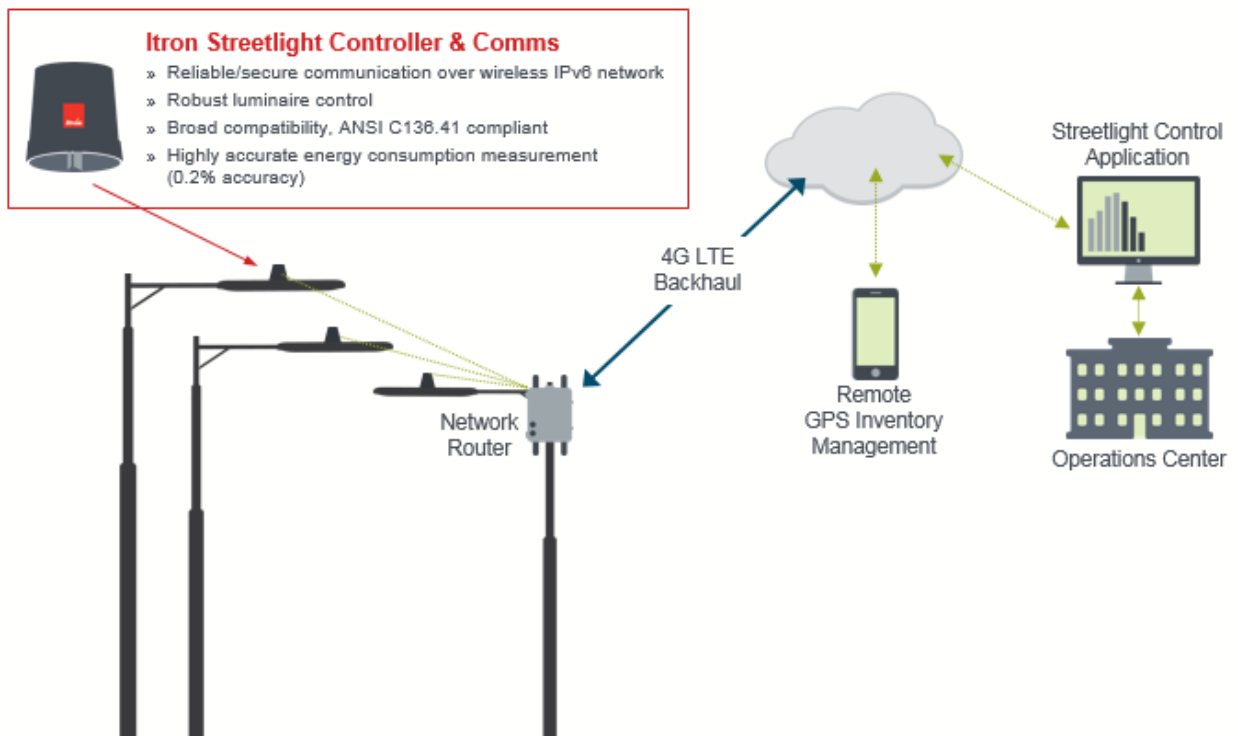 Itron Streetlight Controller & Comms
» Reliable/secure communication over wireless IPv6 network
» Robust luminaire control
» Broad compatibility, ANSI C136.41 compliant
» Highly accurate energy consumption measurement
(0.2% accuracy)
Streetlight Control
Application
4G LTE
Backhaul
Network
Router
Remote
GPS Inventory
Management
Operations Center